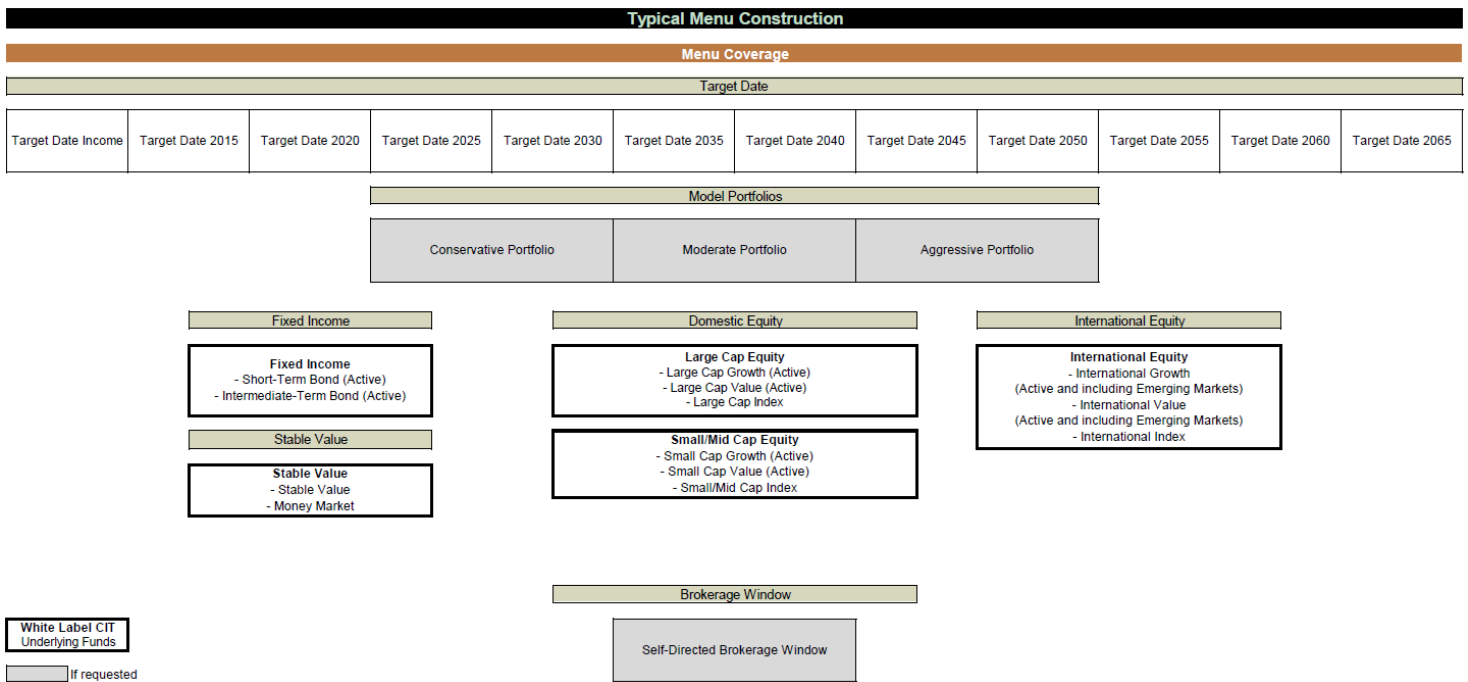 Typical Menu Construction
Menu Coverage
Target Date
Target Date Income
Target Date 2015
Target Date 2020
Target Date 2025
Target Date 2030
Target Date 2035
Target Date 2040
Target Date 2045
Target Date 2050
Target Date 2055
Target Date 2060
Target Date 2065
Model Portfolios
Conservative Portfolio
Moderate Portfolio
Aggressive Portfolio
Fixed Income
Fixed Income
- Short-Term Bond (Active)
- Intermediate-Term Bond (Active)
Stable Value
Stable Value
- Stable Value
- Money Market
Domestic Equity
Large Cap Equity
- Large Cap Growth (Active)
- Large Cap Value (Active)
- Large Cap Index
Small/Mid Cap Equity
- Small Cap Growth (Active)
- Small Cap Value (Active)
- Small/Mid Cap Index
International Equity
International Equity
- International Growth
(Active and including Emerging Markets)
- International Value
(Active and including Emerging Markets)
- International Index
Brokerage Window
Self-Directed Brokerage Window
White Label CIT
Underlying Funds
If requested